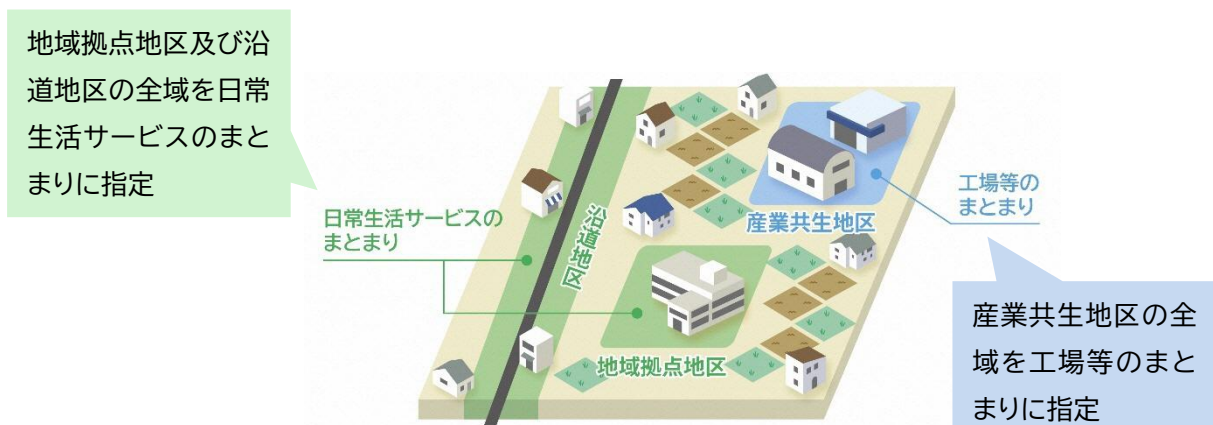 地域拠点地区及び沿
道地区の全域を日常
生活サービスのまと
まりに指定
日常生活サービスの
まとまり
沿道地区
産業共生地区
工場等の
まとまり
地域拠点地区
産業共生地区の全
域を工場等のまと
まりに指定